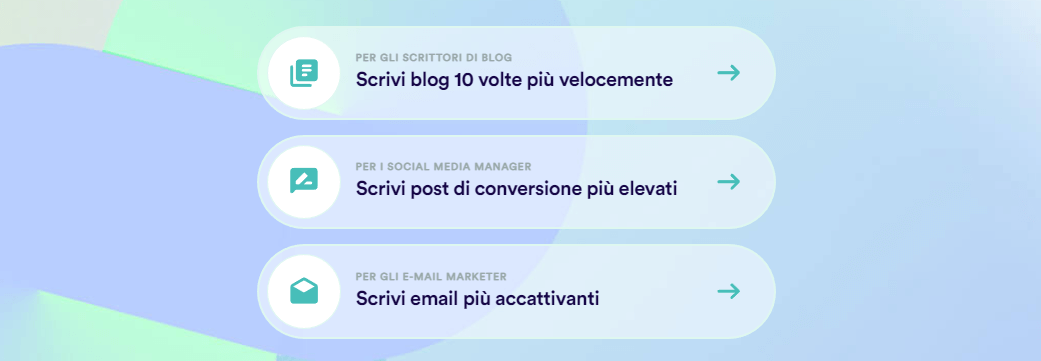 PER GLI SCRITTORI DI BLOG
Scrivi blog 10 volte più velocemente
PER I SOCIAL MEDIA MANAGER
Scrivi post di conversione più elevati
PER GLI E-MAIL MARKETER
Scrivi email più accattivanti